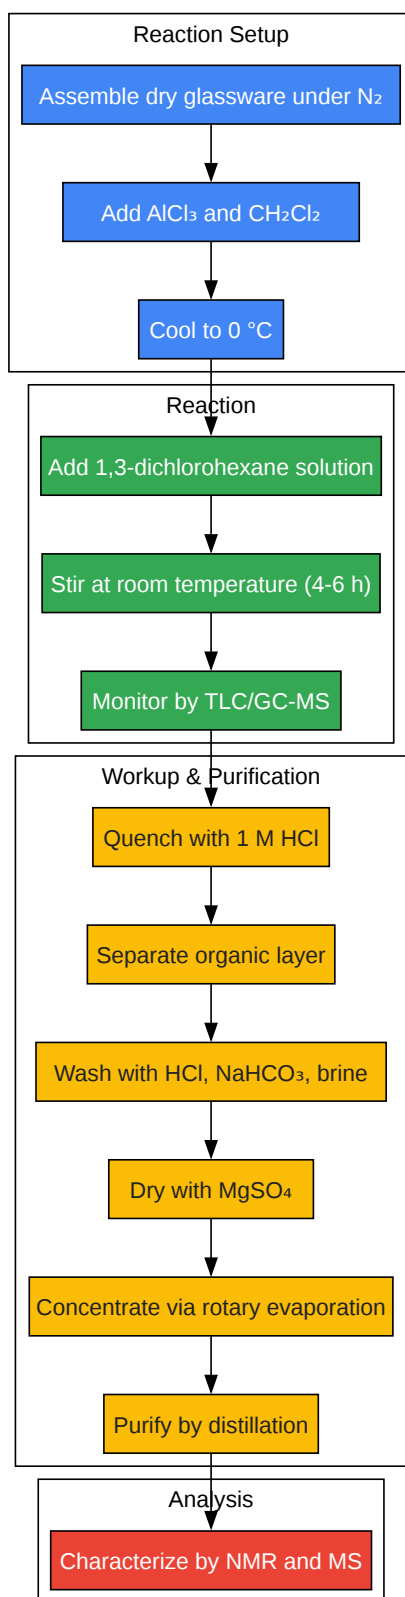 Reaction Setup
Assemble dry glassware under N₂
Add AlCl₃ and CH₂Cl₂
Cool to 0 °C
Reaction
Add 1,3-dichlorohexane solution
Stir at room temperature (4-6 h)
Monitor by TLC/GC-MS
Workup & Purification
Quench with 1 M HCl
Separate organic layer
Wash with HCl, NaHCO₃, brine
Dry with MgSO₄
Concentrate via rotary evaporation
Purify by distillation
Analysis
Characterize by NMR and MS